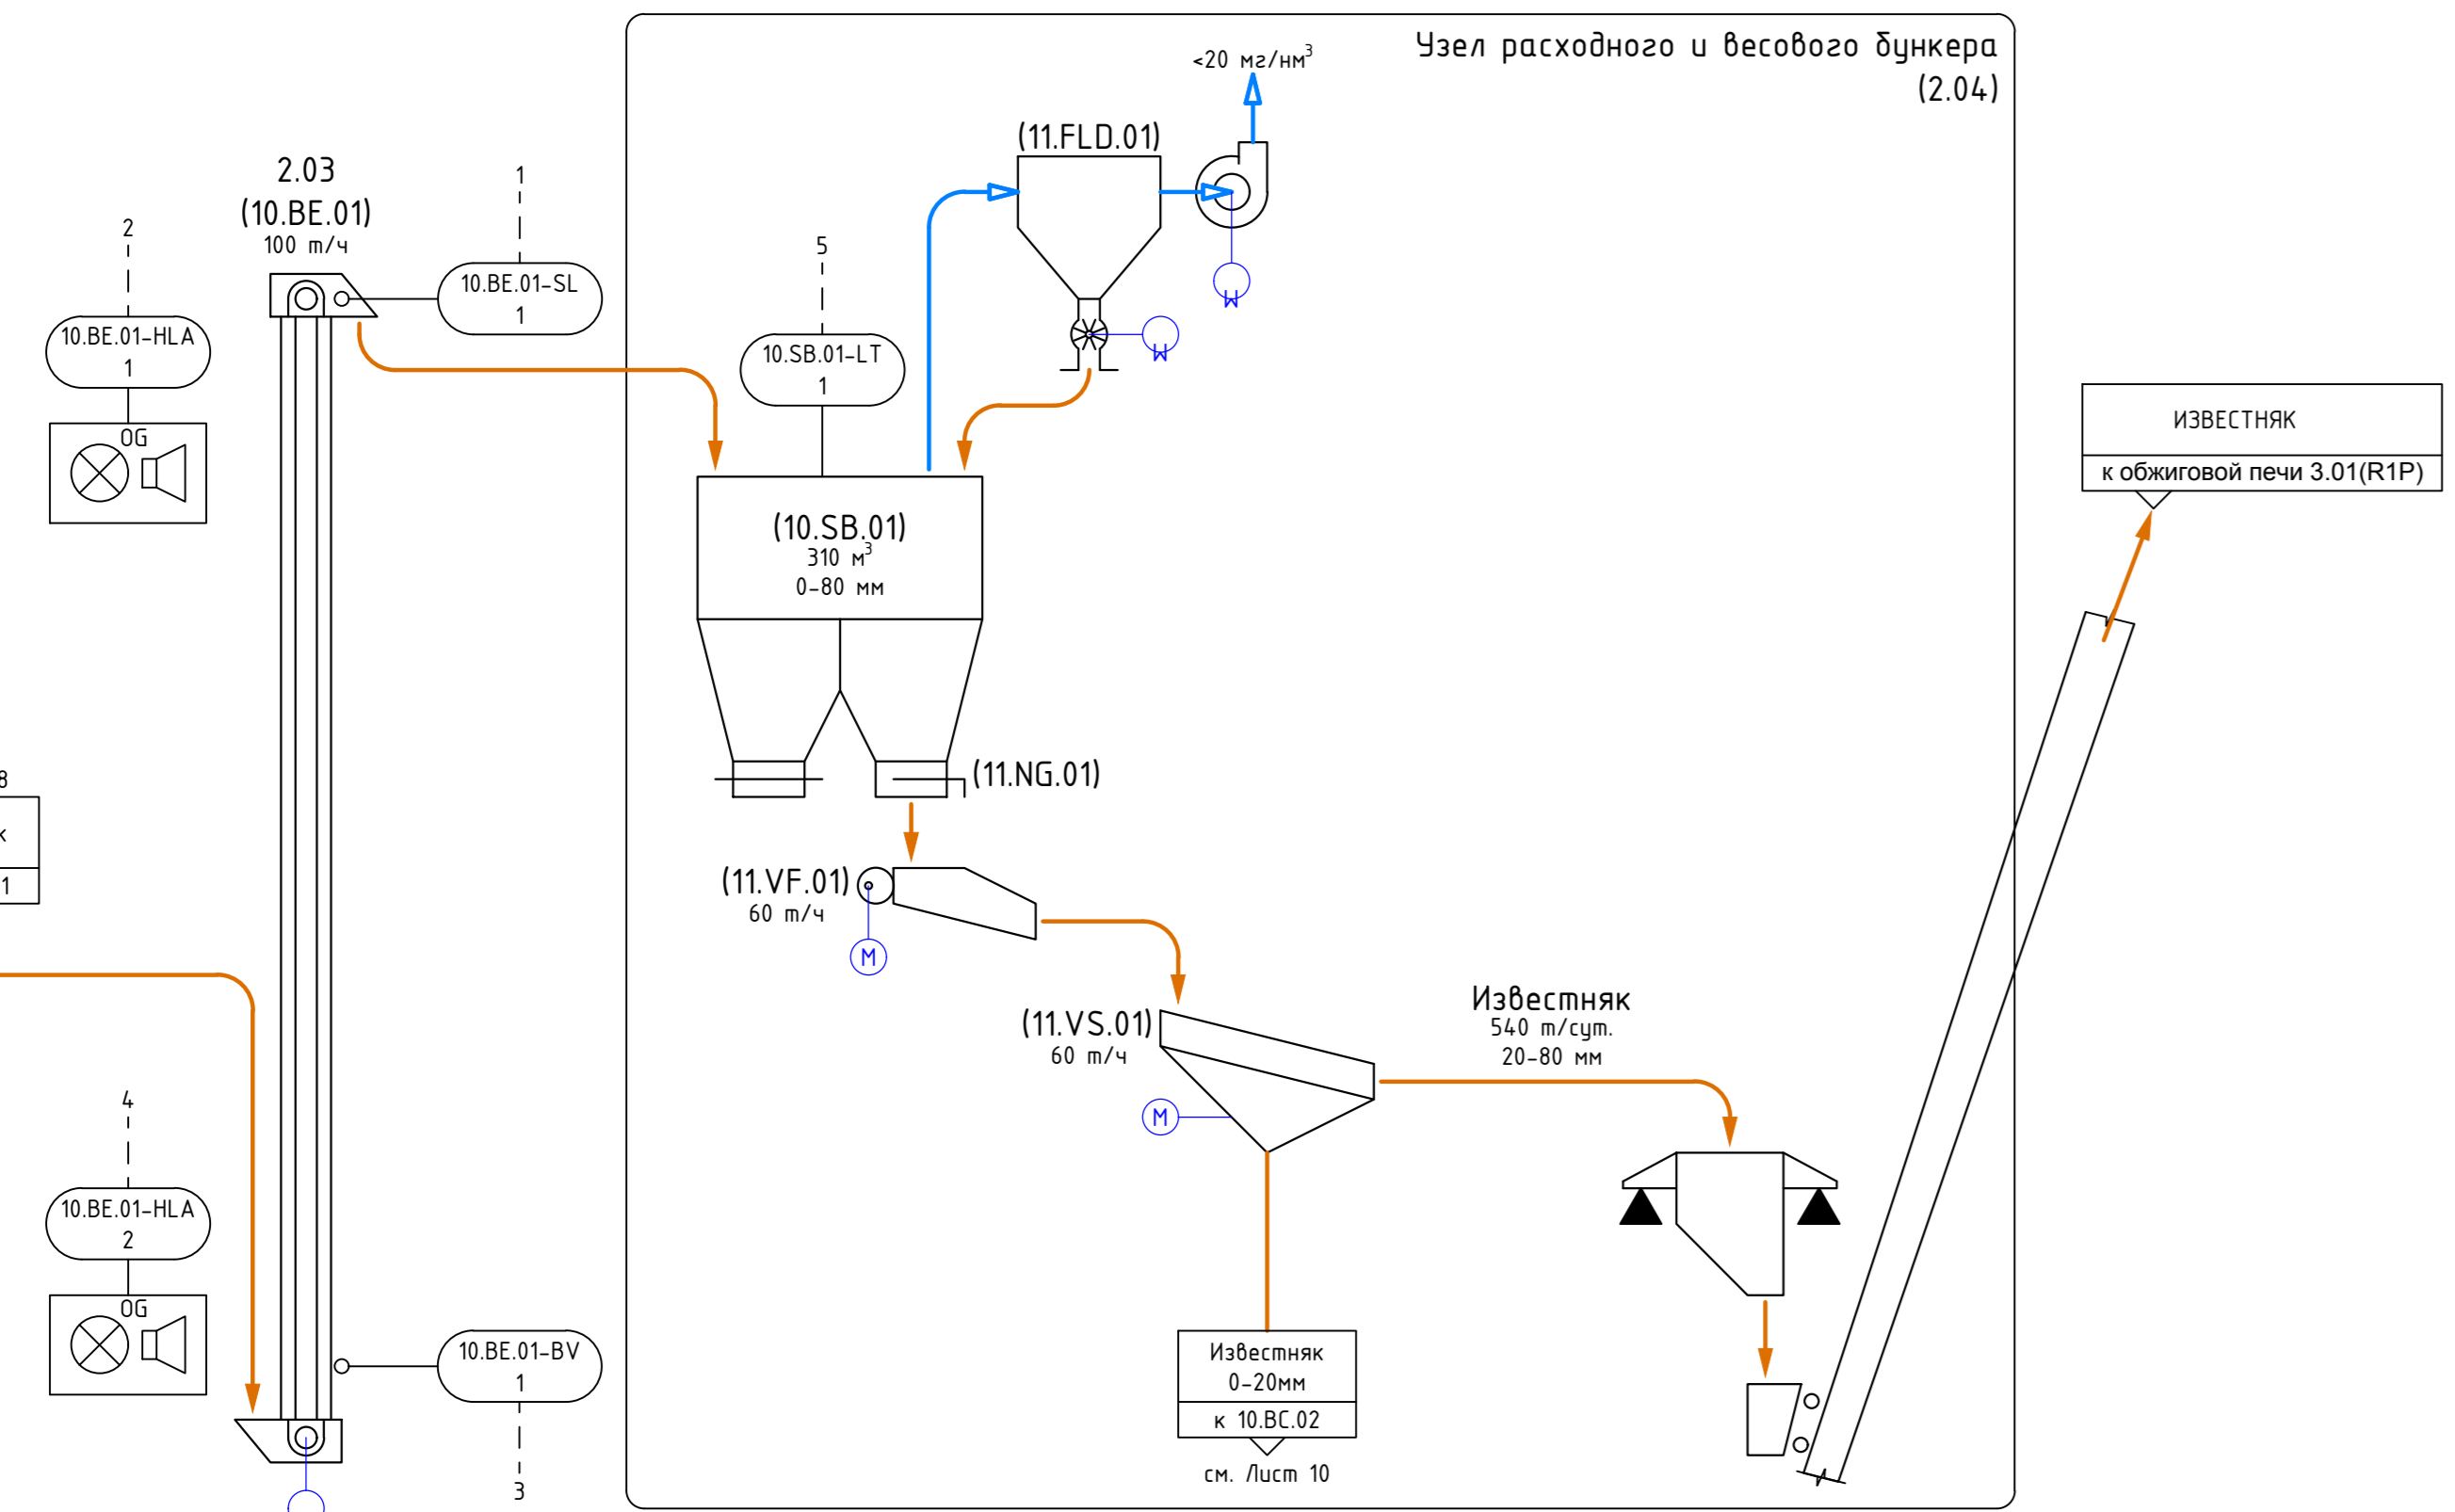 Узел расходного и весового бункера
(2.04)
<20 мг/нм³
(11.FLD.01)
M
M
2.03
(10.BE.01)
100 т/ч
1
10.BE.01-SL
1
2
10.BE.01-HLA
1
OG
5
10.SB.01-LT
1
ИЗВЕСТНЯК
к обжиговой печи 3.01(R1P)
(10.SB.01)
310 м³
0-80 мм
(11.NG.01)
8
к
1
(11.VF.01)
60 т/ч
M
(11.VS.01)
60 т/ч
M
Известняк
540 т/сут.
20-80 мм
4
10.BE.01-HLA
2
OG
10.BE.01-BV
1
3
Известняк
0-20мм
к 10.BC.02
см. Лист 10